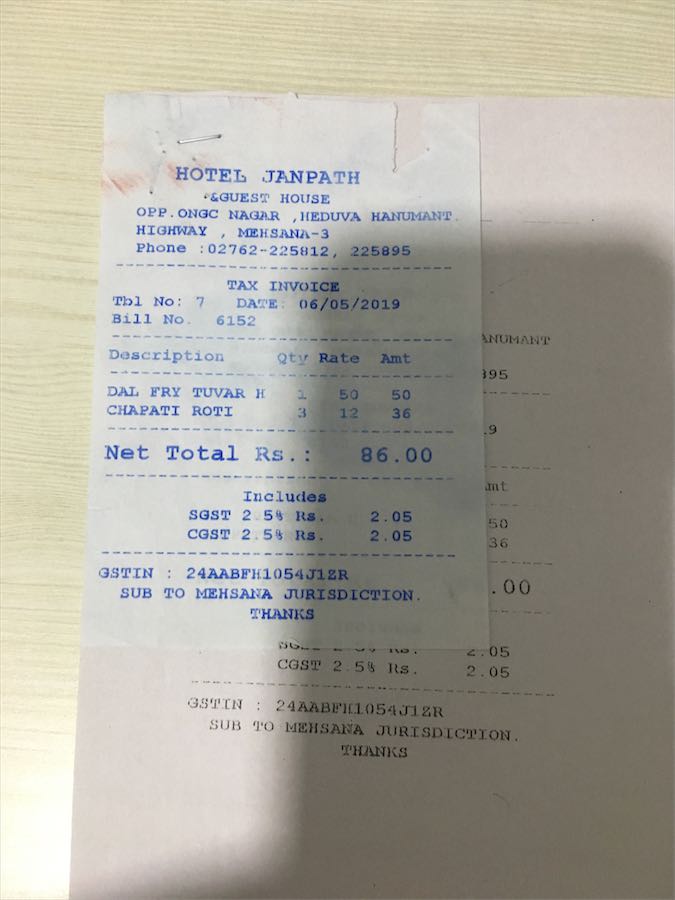 HOTEL JANPATH
&GUEST HOUSE
OPP.ONGC NAGAR ,HEDUVA HANUMANT.
HIGHWAY , MEHSANA-3
Phone :02762-225812, 225895
TAX INVOICE
Tbl No: 7 DATE: 06/05/2019
Bill No. 6152
Description Qty Rate Amt
DAL FRY TUVAR H 1 50 50
CHAPATI ROTI 3 12 36
Net Total Rs.: 86.00
Includes
SGST 2.5% Rs. 2.05
CGST 2.5% Rs. 2.05
GSTIN : 24AABFH1054J1ZR
SUB TO MEHSANA JURISDICTION.
THANKS
ANUMANT
895
19
Amt
50
36
.00
SGST 2.5% Rs. 2.05
CGST 2.5% Rs. 2.05
GSTIN : 24AABFH1054J1ZR
SUB TO MEHSANA JURISDICTION.
THANKS